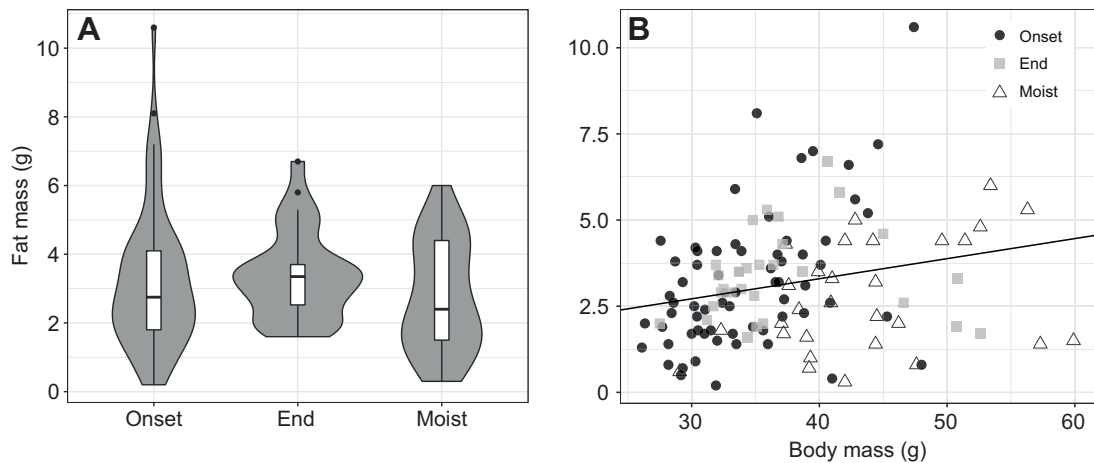 A
Fat mass (g)
10
8
6
4
2
0
Onset End Moist
B
Onset
End
Moist
10.0
7.5
5.0
2.5
0
30 40 50 60
Body mass (g)